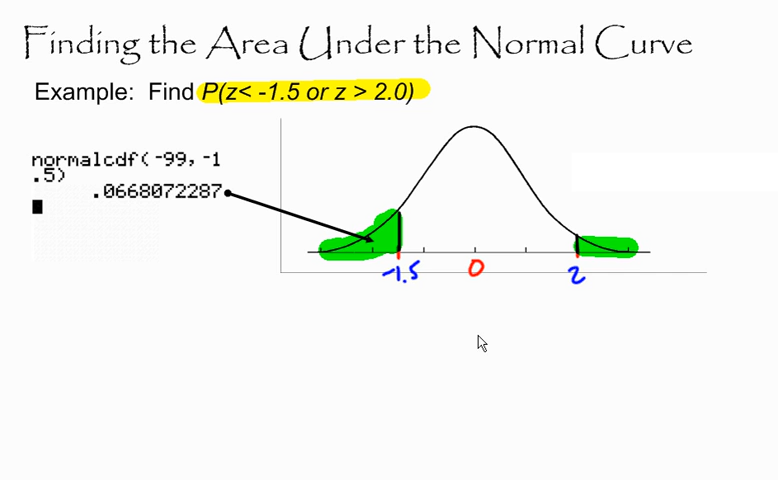 Finding the Area Under the Normal Curve
Example: Find P(z< -1.5 or z > 2.0)
normalcdf(-99,-1
.5)
.0668072287
-1.5 0 2